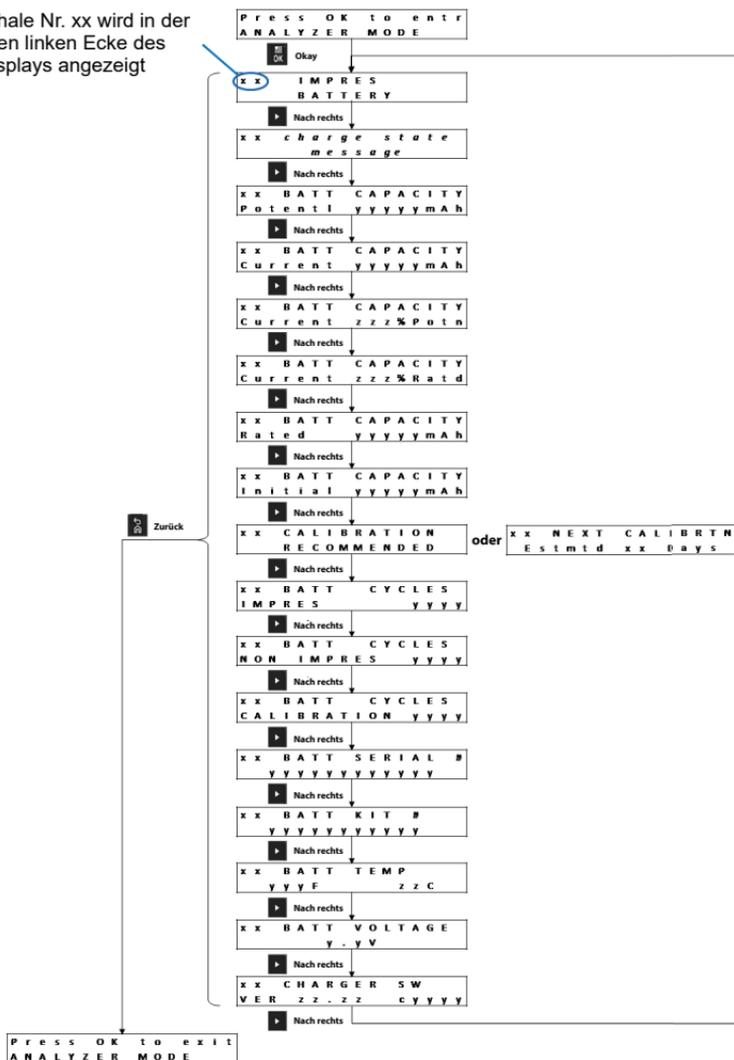 hale Nr. xx wird in der
en linken Ecke des
splays angezeigt
Press OK to entr
ANALYZER MODE
OK Okay
xx IMPRES
BATTERY
Nach rechts
xx charge state
message
Nach rechts
xx BATT CAPACITY
Potentl yyyyymAh
Nach rechts
xx BATT CAPACITY
Current yyyyymAh
Nach rechts
xx BATT CAPACITY
Current zzz%Potn
Nach rechts
xx BATT CAPACITY
Current zzz%Ratd
Nach rechts
xx BATT CAPACITY
Rated yyyyymAh
Nach rechts
xx BATT CAPACITY
Initial yyyyymAh
Nach rechts
Zurück
xx CALIBRATION
RECOMMENDED
oder
xx NEXT CALIBRTN
Estmtd xx Days
Nach rechts
xx BATT CYCLES
IMPRES yyyy
Nach rechts
xx BATT CYCLES
NON IMPRES yyyy
Nach rechts
xx BATT CYCLES
CALIBRATION yyyy
Nach rechts
xx BATT SERIAL #
yyyyyyyyyyyy
Nach rechts
xx BATT KIT #
yyyyyyyyyyy
Nach rechts
xx BATT TEMP
yyyF zzC
Nach rechts
xx BATT VOLTAGE
y.yV
Nach rechts
xx CHARGER SW
VER zz.zz cyyyy
Nach rechts
Press OK to exit
ANALYZER MODE